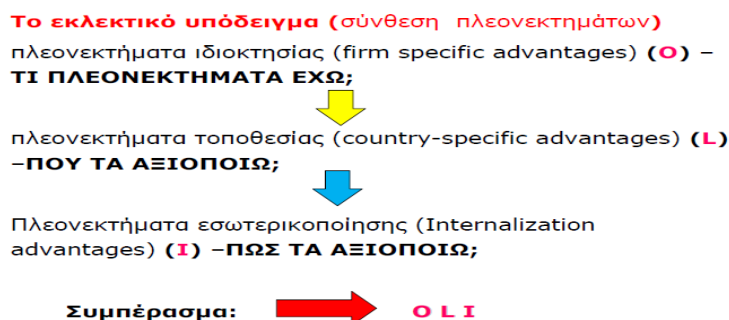 Το εκλεκτικό υπόδειγμα (σύνθεση πλεονεκτημάτων)
πλεονεκτήματα ιδιοκτησίας (firm specific advantages) (O) –
ΤΙ ΠΛΕΟΝΕΚΤΗΜΑΤΑ ΕΧΩ;
πλεονεκτήματα τοποθεσίας (country-specific advantages) (L)
–ΠΟΥ ΤΑ ΑΞΙΟΠΟΙΩ;
Πλεονεκτήματα εσωτερικοποίησης (Internalization
advantages) (I) –ΠΩΣ ΤΑ ΑΞΙΟΠΟΙΩ;
Συμπέρασμα: O L I